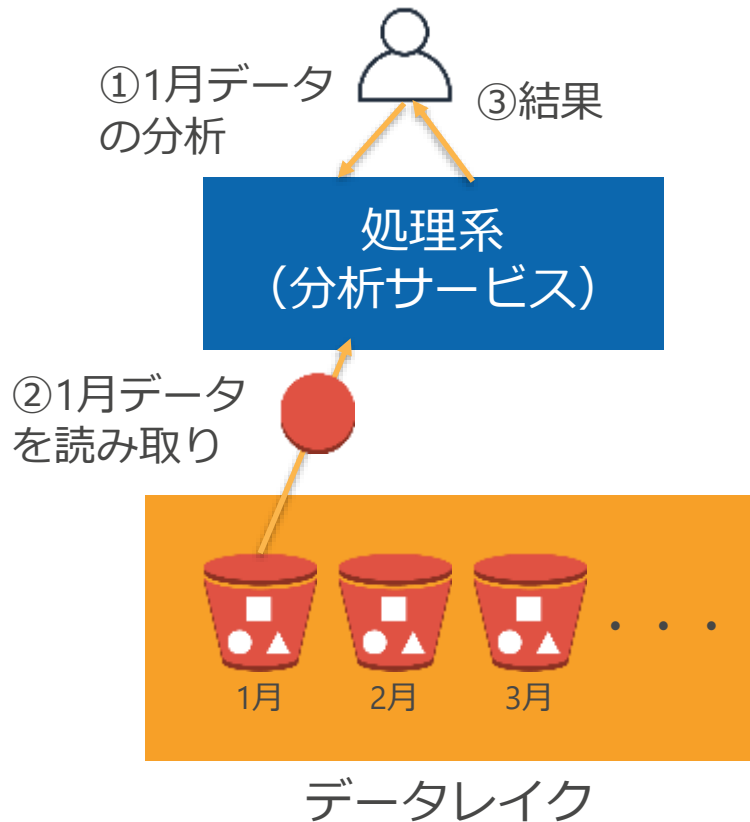 ①1月データ
の分析
③結果
処理系
（分析サービス）
②1月データ
を読み取り
1月
2月
3月
・・・
データレイク